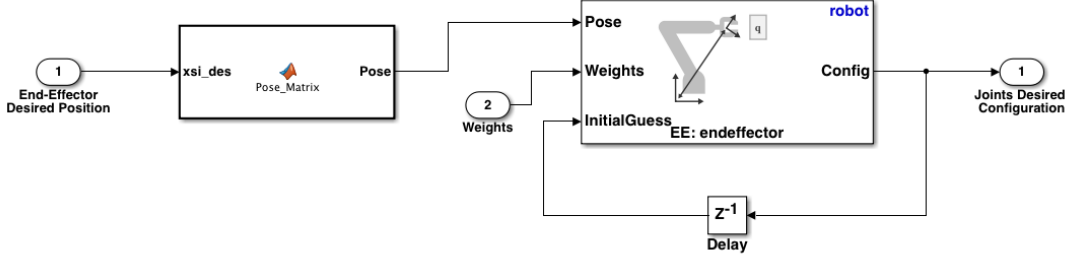 1
End-Effector
Desired Position
xsi_des
Pose_Matrix
Pose
2
Weights
robot
Pose
q
Weights
Config
InitialGuess
EE: endeffector
1
Joints Desired
Configuration
Z-1
Delay